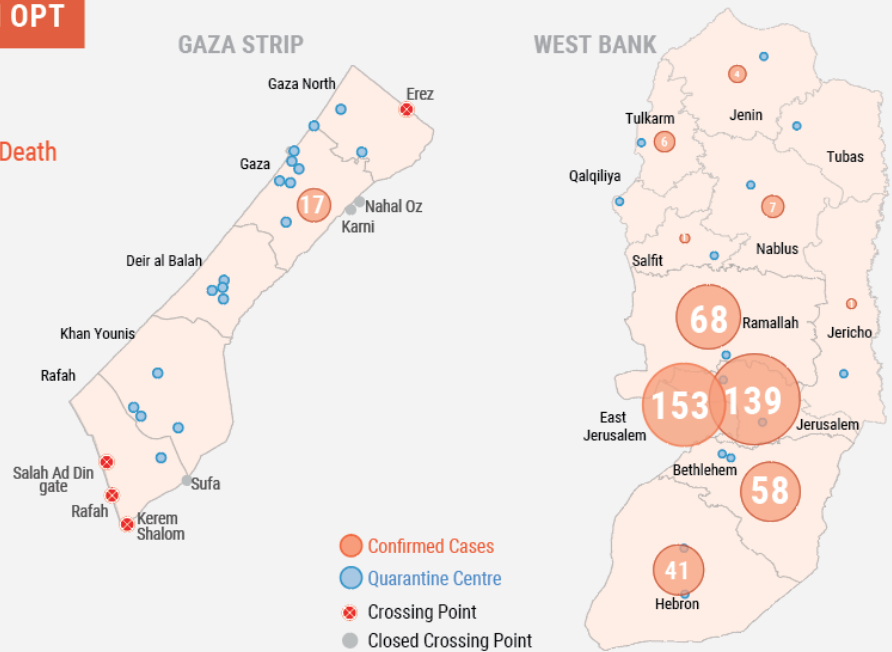 OPT
GAZA STRIP
WEST BANK
Death
Gaza North
Erez
Gaza
17
Nahal Oz
Karni
Deir al Balah
Khan Younis
Rafah
Salah Ad Din
gate
Rafah
Kerem
Shalom
Sufa
4
Jenin
Tulkarm
6
Tubas
Qalqiliya
7
Nablus
1
Salfit
68
Ramallah
1
Jericho
153
139
East
Jerusalem
Jerusalem
Bethlehem
58
41
Hebron
Confirmed Cases
Quarantine Centre
Crossing Point
Closed Crossing Point